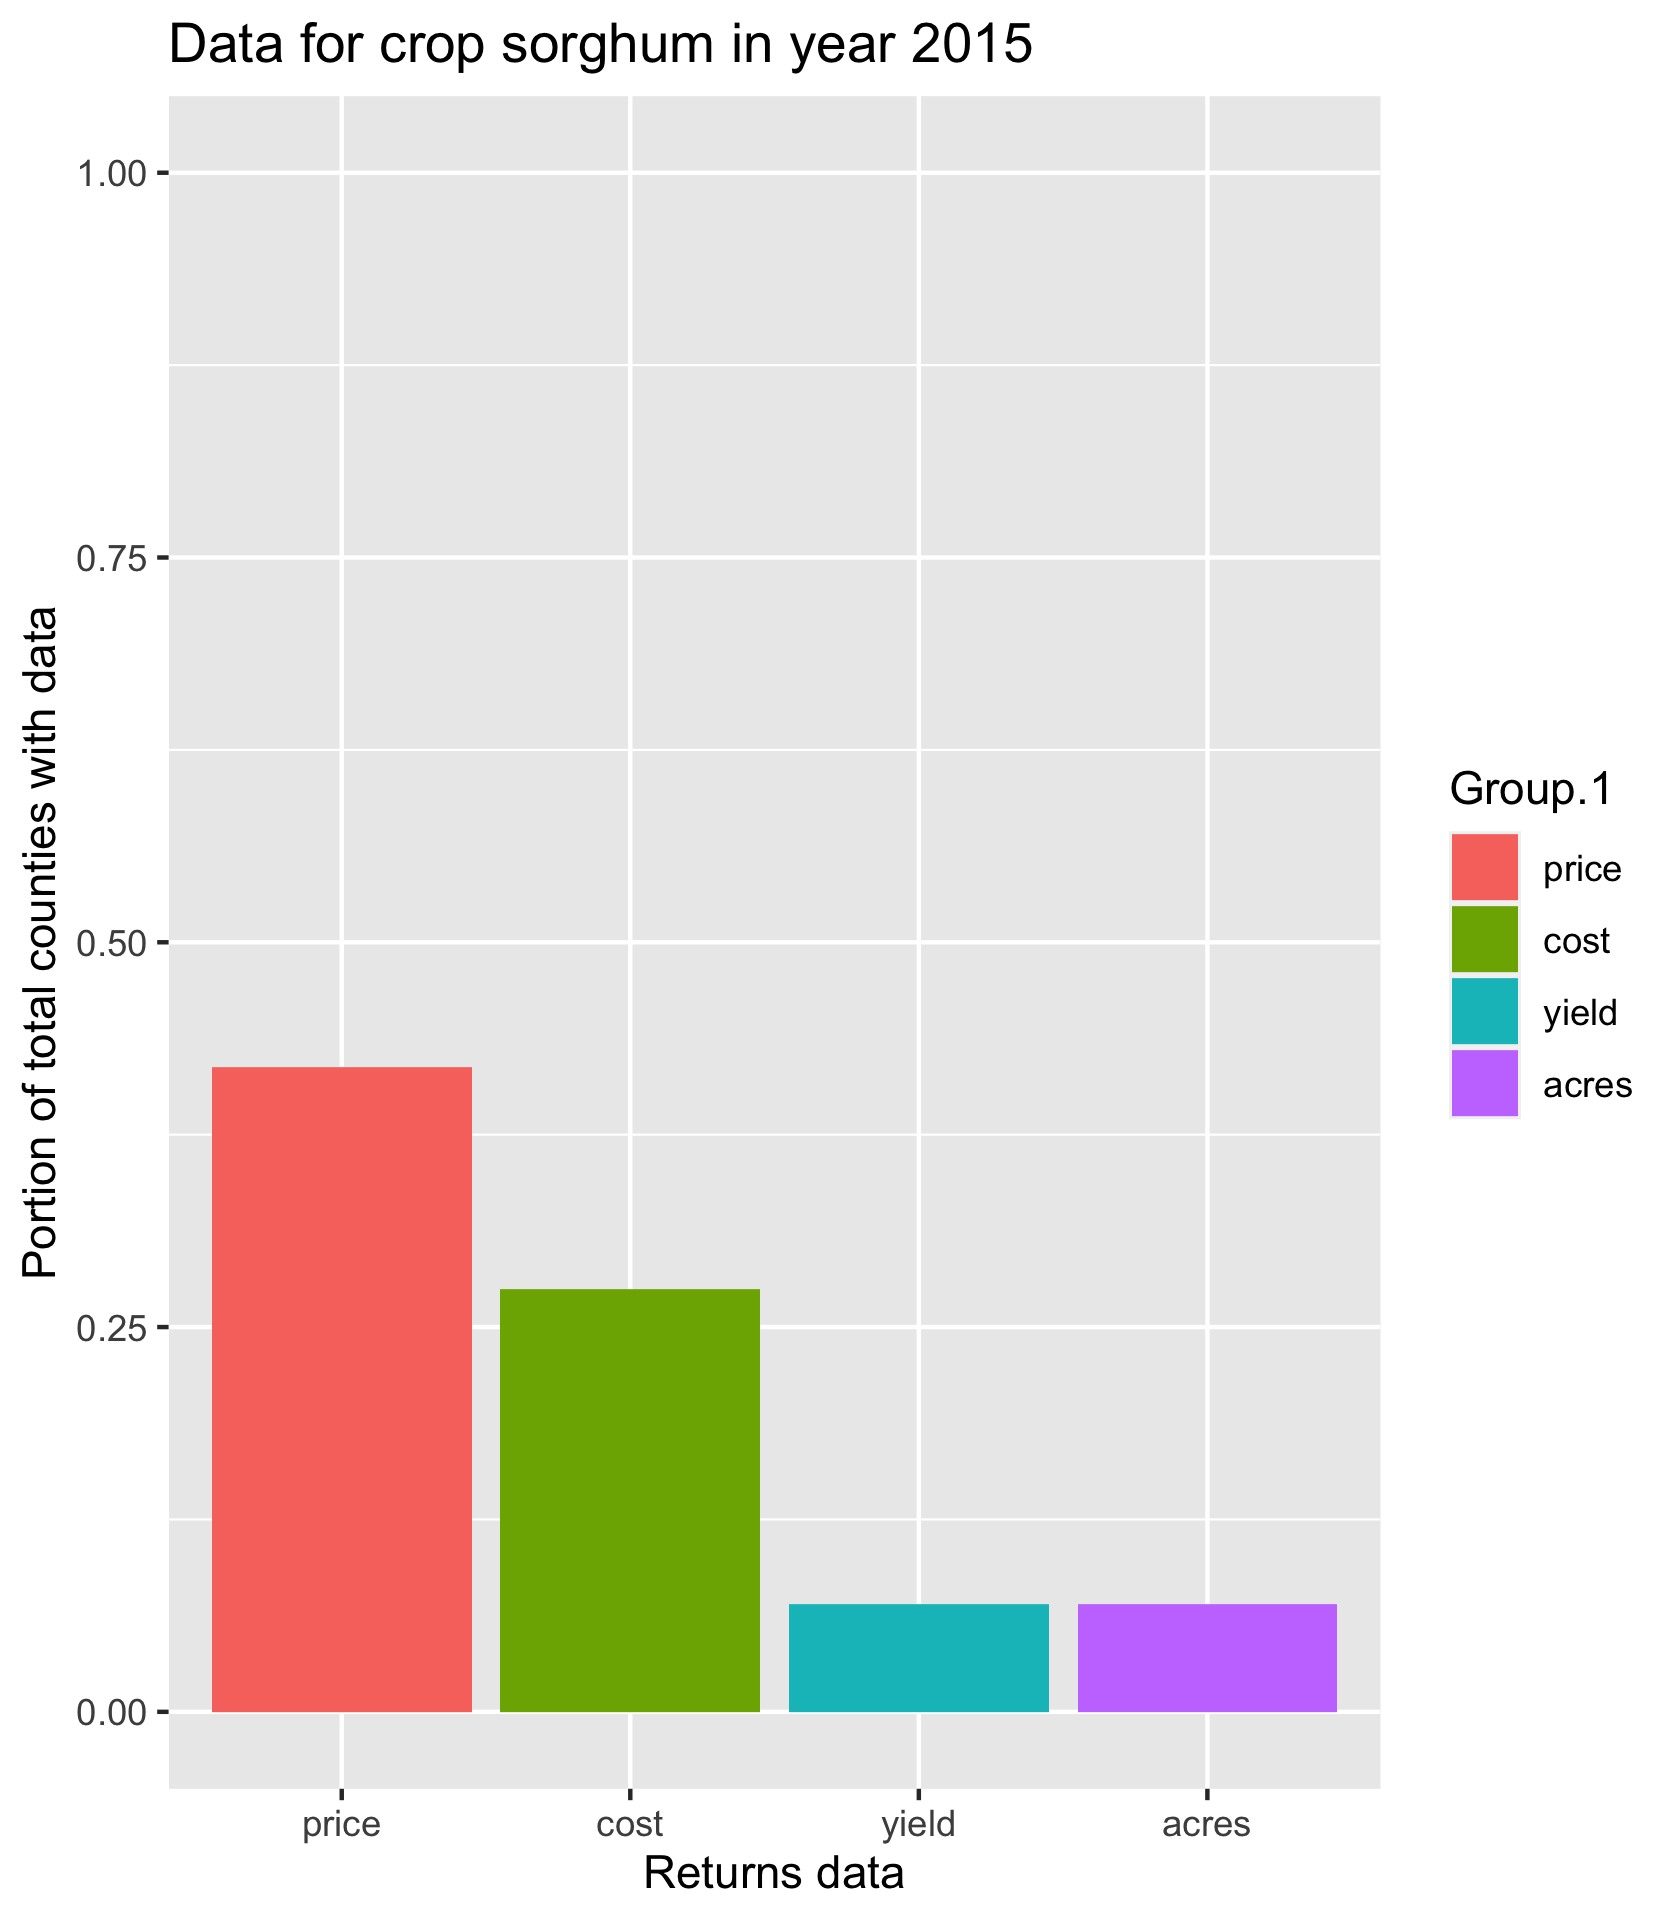 Data for crop sorghum in year 2015
Portion of total counties with data
1.00
0.75
0.50
0.25
0.00
price
cost
yield
acres
Returns data
Group.1
price
cost
yield
acres